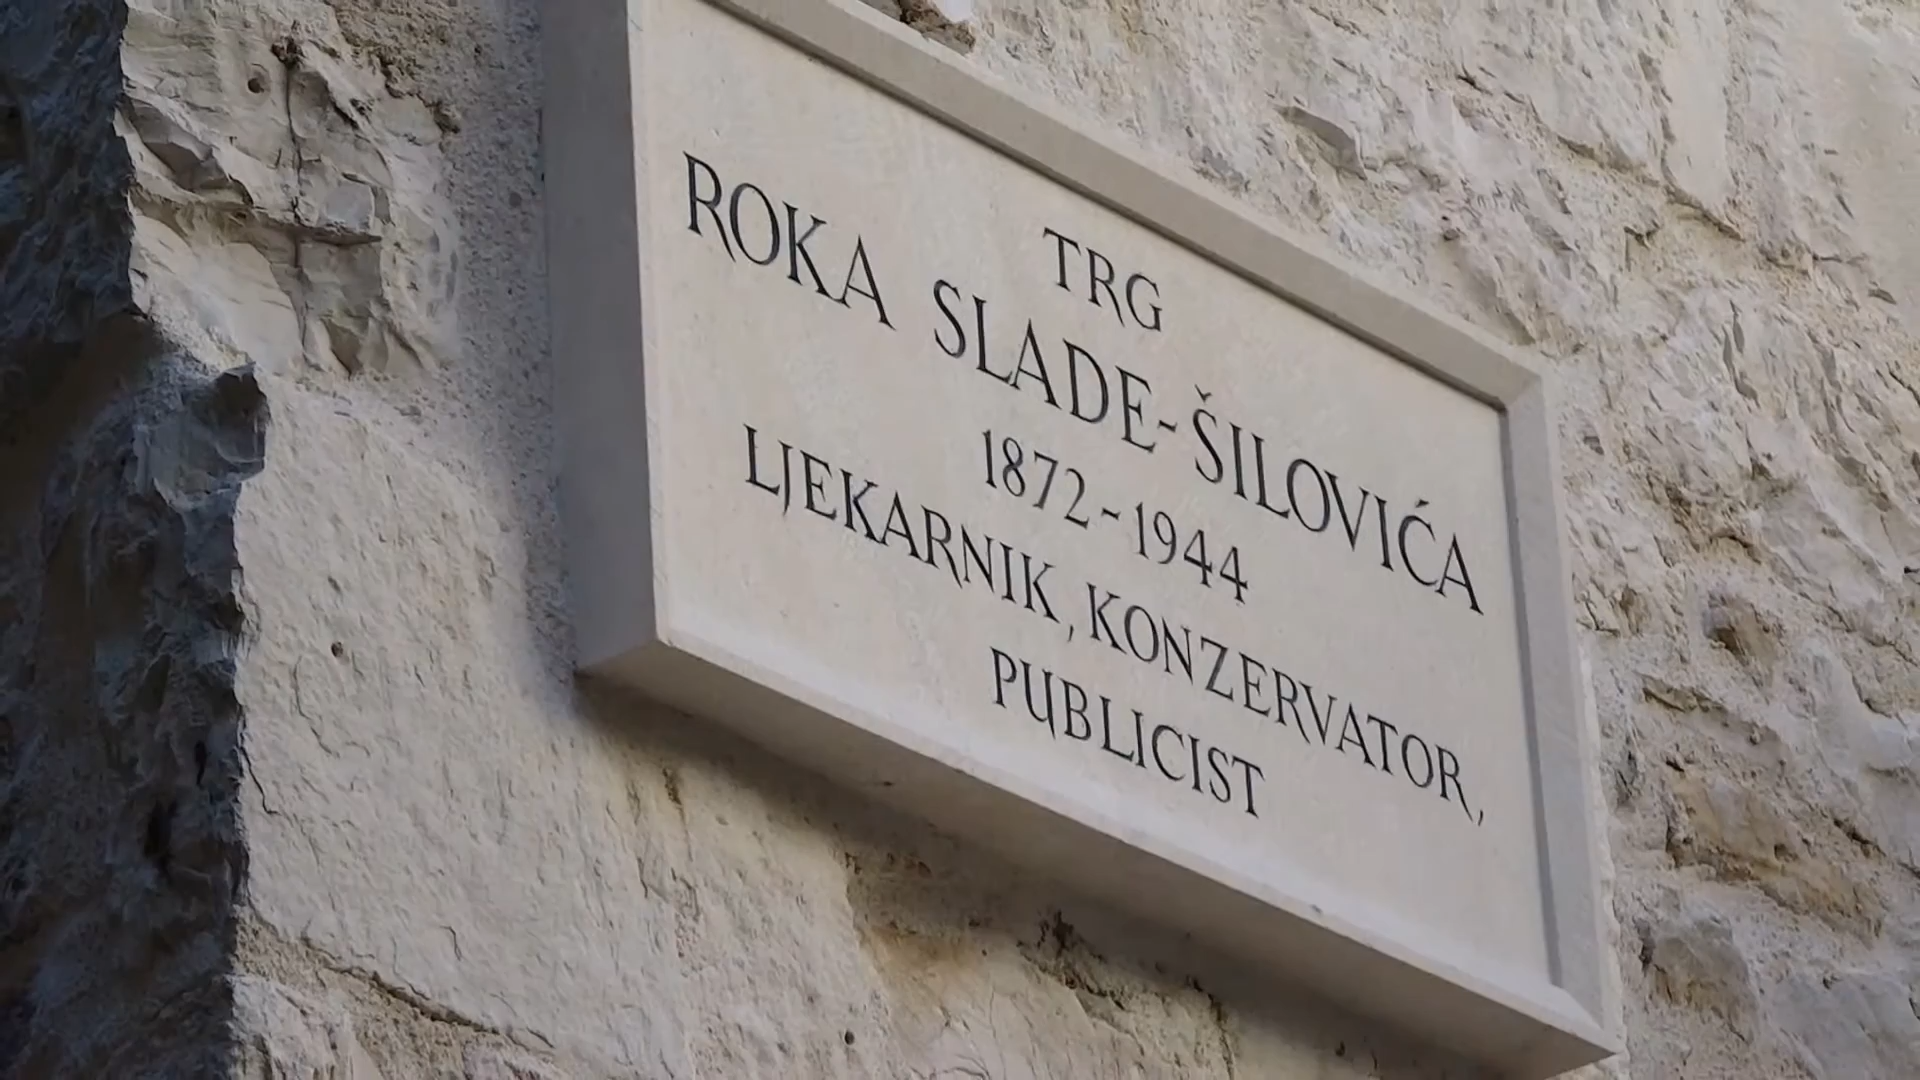 TRG
ROKA SLADE-ŠILOVIĆA
1872-1944
LJEKARNIK, KONZERVATOR,
PUBLICIST